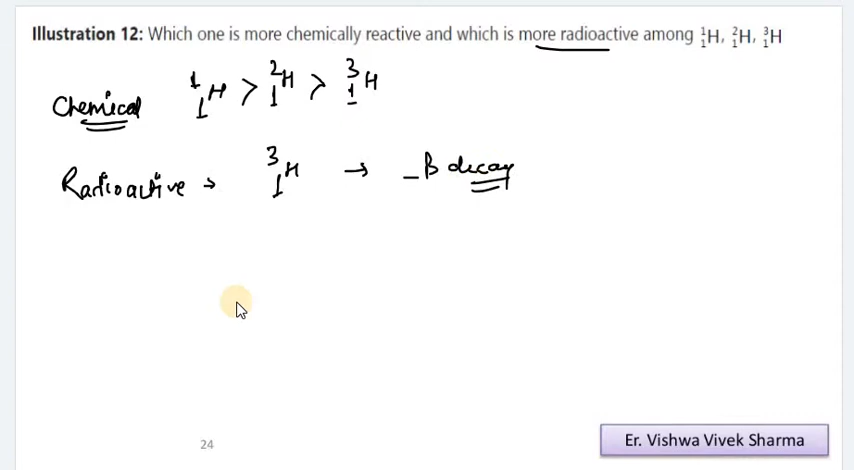 Illustration 12: Which one is more chemically reactive and which is more radioactive among ¹₁H, ²₁H, ³₁H
Chemical ¹₁H > ²₁H > ³₁H
Radioactive → ³₁H → –β decay
24
Er. Vishwa Vivek Sharma